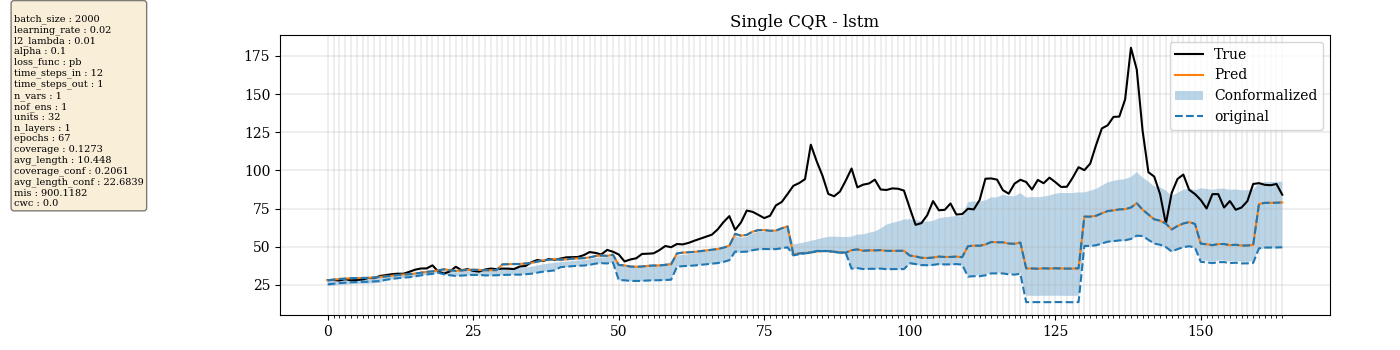 batch_size : 2000
learning_rate : 0.02
l2_lambda : 0.01
alpha : 0.1
loss_func : pb
time_steps_in : 12
time_steps_out : 1
n_vars : 1
nof_ens : 1
units : 32
n_layers : 1
epochs : 67
coverage : 0.1273
avg_length : 10.448
coverage_conf : 0.2061
avg_length_conf : 22.6839
mis : 900.1182
cwc : 0.0
Single CQR - lstm
175
150
125
100
75
50
25
True
Pred
Conformalized
original
0 25 50 75 100 125 150